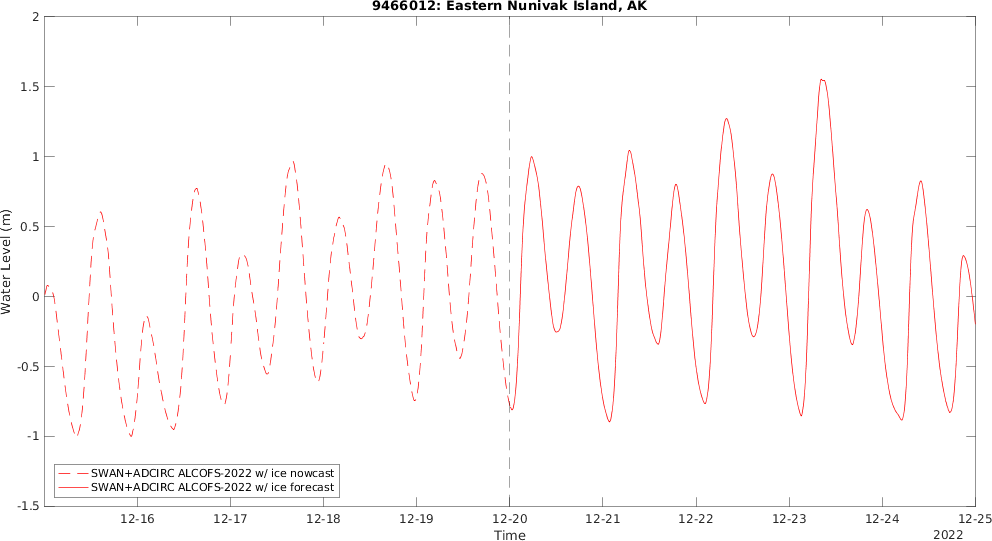 9466012: Eastern Nunivak Island, AK
Water Level (m)
2
1.5
1
0.5
0
-0.5
-1
-1.5
SWAN+ADCIRC ALCOFS-2022 w/ ice nowcast
SWAN+ADCIRC ALCOFS-2022 w/ ice forecast
12-16 12-17 12-18 12-19 12-20 12-21 12-22 12-23 12-24 12-25
Time
2022